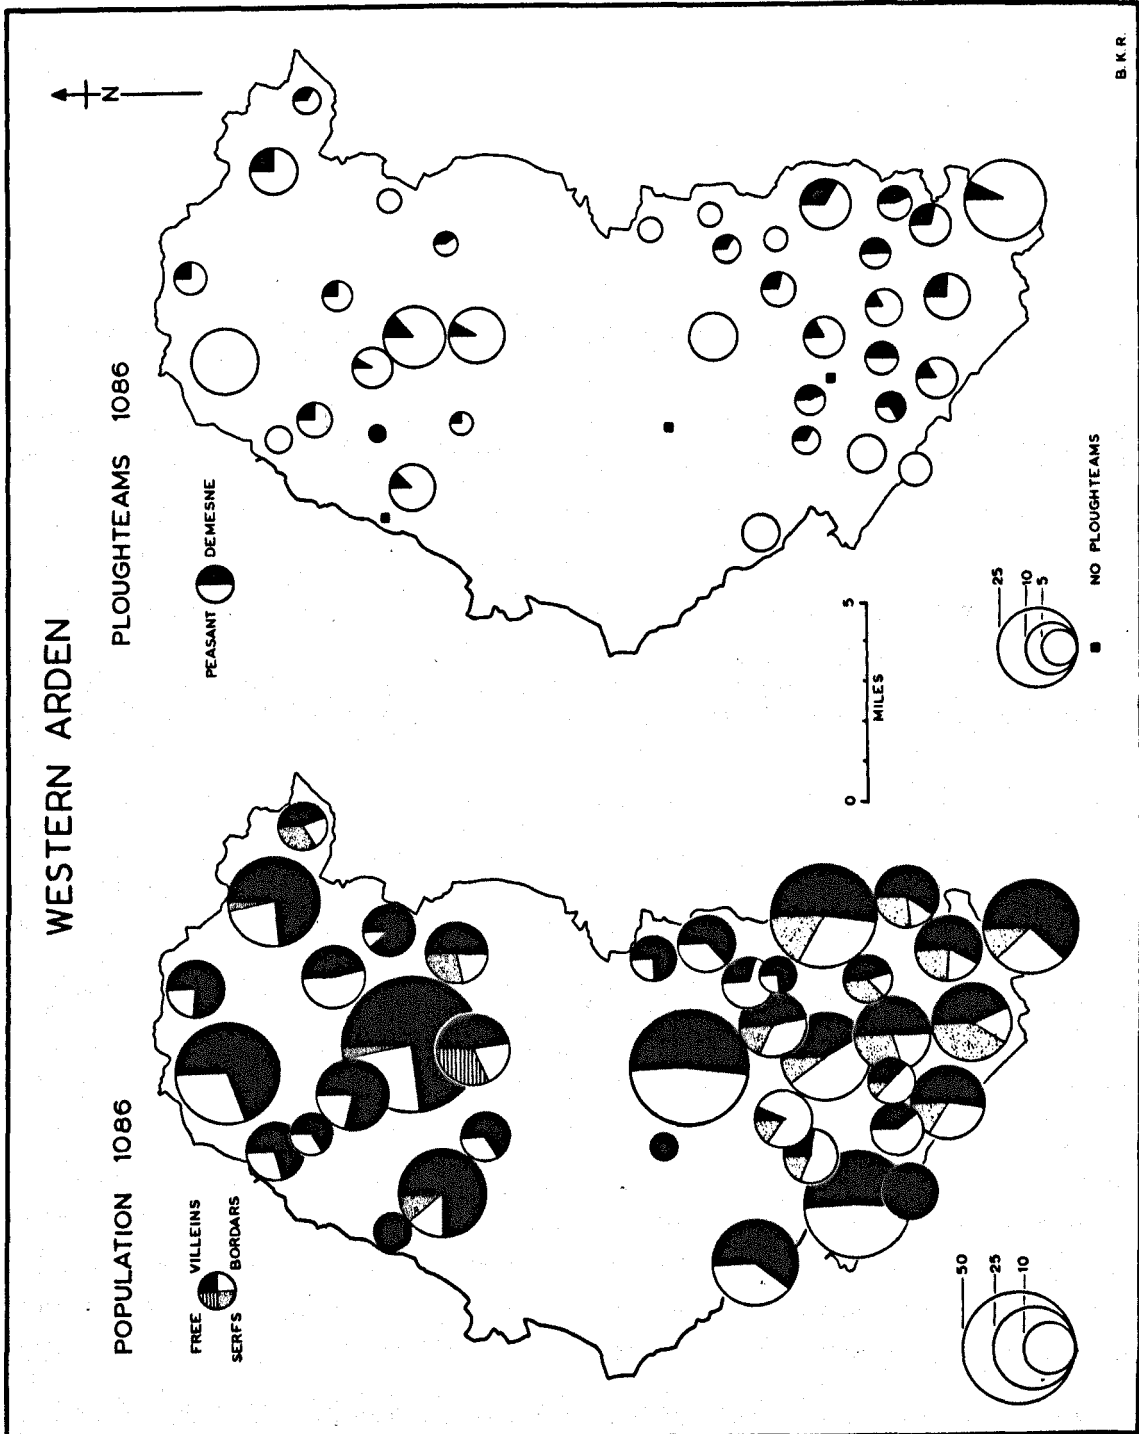 WESTERN ARDEN
POPULATION 1086
FREE VILLEINS
SERFS BORDARS
50
25
10
PLOUGHTEAMS 1086
PEASANT DEMESNE
N
0 5
MILES
25
10
5
NO PLOUGHTEAMS
B.K.R.